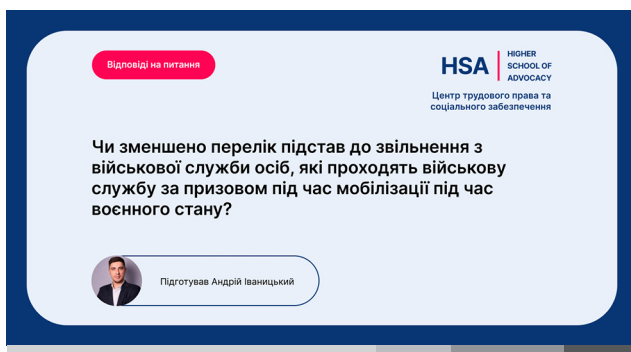 Відповіді на питання
HSA
HIGHER
SCHOOL OF
ADVOCACY
Центр трудового права та
соціального забезпечення
Чи зменшено перелік підстав до звільнення з
військової служби осіб, які проходять військову
службу за призовом під час мобілізації під час
воєнного стану?
Підготував Андрій Іваницький